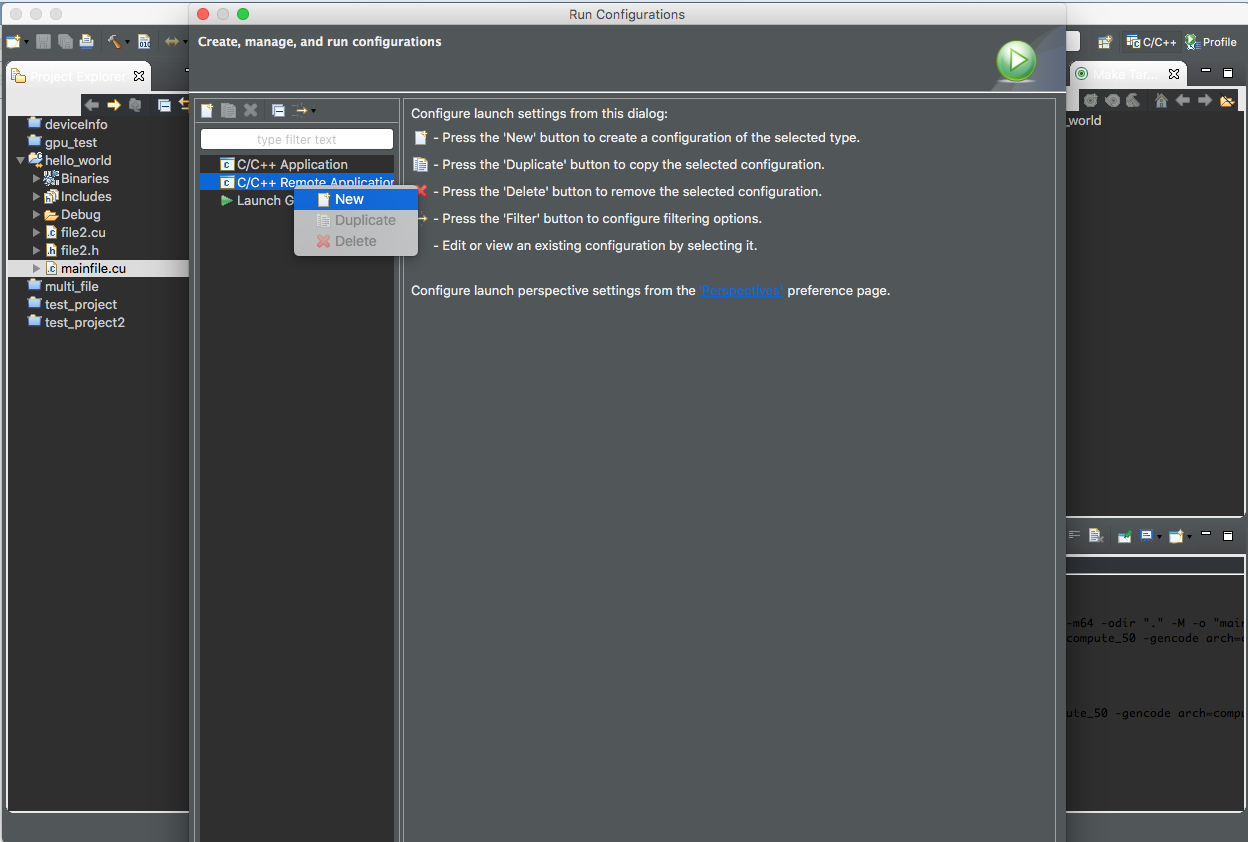 Run Configurations
Create, manage, and run configurations
C/C++
Profile
Project Explorer
Make Tar...
010
type filter text
C/C++ Application
C/C++ Remote Application
Launch G
New
Duplicate
Delete
Configure launch settings from this dialog:
- Press the 'New' button to create a configuration of the selected type.
- Press the 'Duplicate' button to copy the selected configuration.
- Press the 'Delete' button to remove the selected configuration.
- Press the 'Filter' button to configure filtering options.
- Edit or view an existing configuration by selecting it.
Configure launch perspective settings from the 'Perspectives' preference page.
deviceInfo
gpu_test
hello_world
Binaries
Includes
Debug
file2.cu
file2.h
mainfile.cu
multi_file
test_project
test_project2
_world
-m64 -odir "." -M -o "main
compute_50 -gencode arch=c
ute_50 -gencode arch=compu